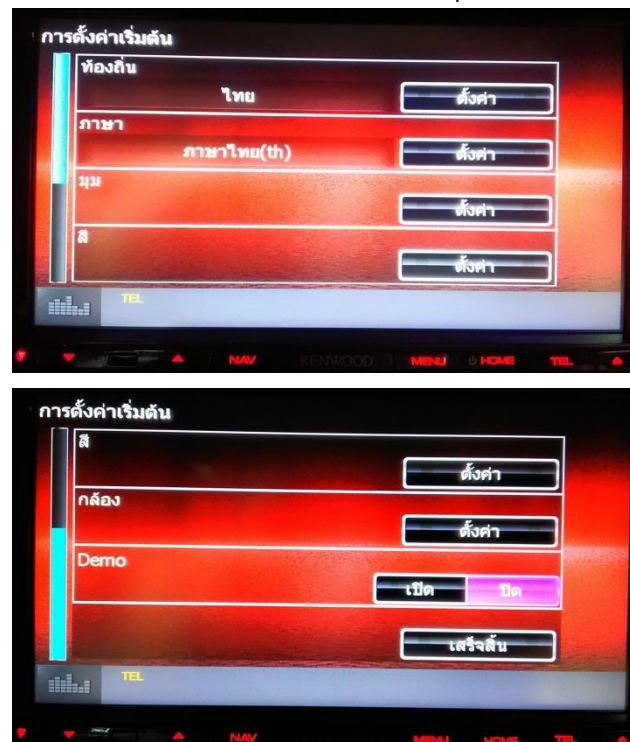 การตั้งค่าเริ่มต้น
ท้องถิ่น
ไทย ตั้งค่า
ภาษา
ภาษาไทย(th) ตั้งค่า
มุม
ตั้งค่า
สี
ตั้งค่า
TEL
NAV KENWOOD MENU HOME TEL
การตั้งค่าเริ่มต้น
สี
ตั้งค่า
กล้อง
ตั้งค่า
Demo
เปิด ปิด
เสร็จสิ้น
TEL
NAV MENU HOME TEL